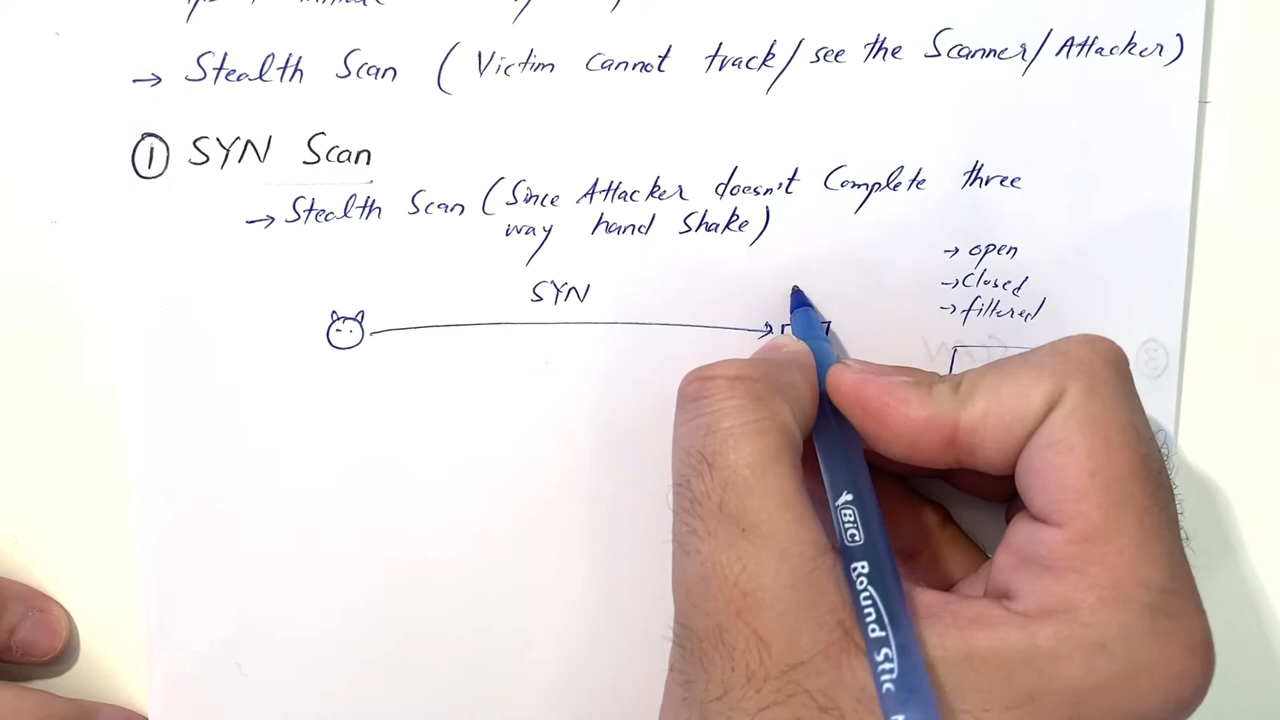 → Stealth Scan ( Victim cannot track/see the Scanner/Attacker)
① SYN Scan
→ Stealth Scan (Since Attacker doesn't Complete three
way hand Shake)
→ open
→ Closed
→ filtered
SYN
③
BiC Round Stic